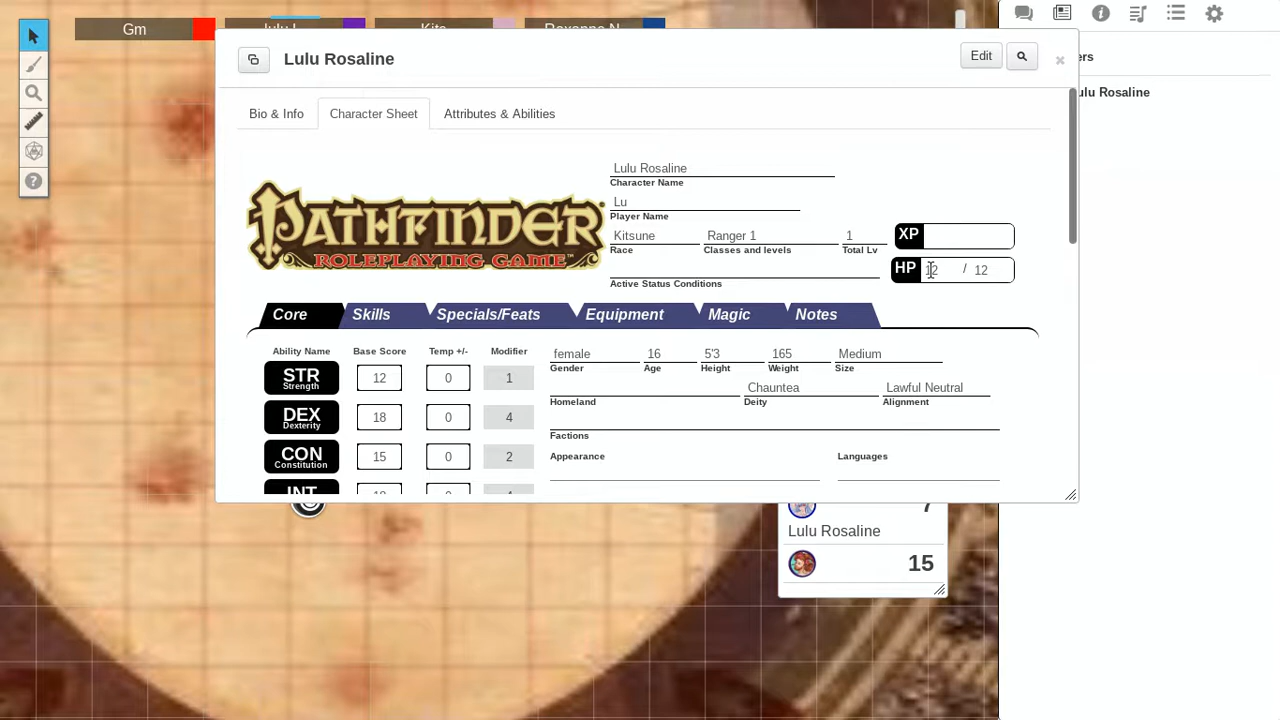 Gm
Lulu Rosaline
Edit
Bio & Info
Character Sheet
Attributes & Abilities
PATHFINDER
ROLEPLAYING GAME
Lulu Rosaline
Character Name
Lu
Player Name
Kitsune Ranger 1 1
Race Classes and levels Total Lv
XP
HP 12 / 12
Active Status Conditions
Core Skills Specials/Feats Equipment Magic Notes
Ability Name Base Score Temp +/- Modifier
STR 12 0 1
Strength
DEX 18 0 4
Dexterity
CON 15 0 2
Constitution
female 16 5'3 165 Medium
Gender Age Height Weight Size
Chauntea Lawful Neutral
Homeland Deity Alignment
Factions
Appearance Languages
7
Lulu Rosaline
15
ers
ulu Rosaline